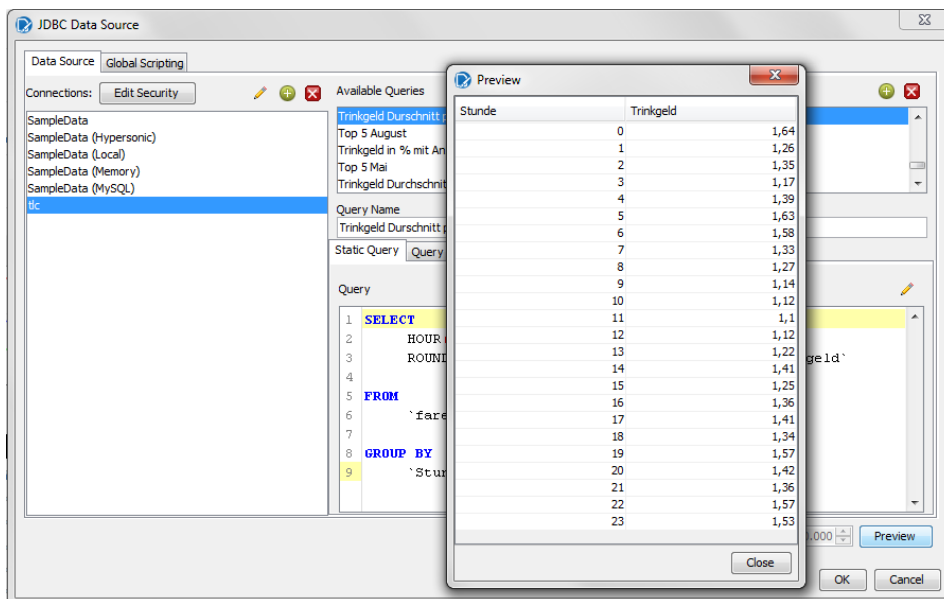 JDBC Data Source
Data Source Global Scripting
Connections: Edit Security
SampleData
SampleData (Hypersonic)
SampleData (Local)
SampleData (Memory)
SampleData (MySQL)
tlc
Available Queries
Trinkgeld Durschnitt
Top 5 August
Trinkgeld in % mit
Top 5 Mai
Trinkgeld
Query Name
Trinkgeld Durschnitt
Static Query Query
Query
1 SELECT
2 HOUR
3
4
5 FROM
6 `fare
7
8 GROUP BY
9 `Stu
Preview
Stunde Trinkgeld
0 1,64
1 1,26
2 1,35
3 1,17
4 1,39
5 1,63
6 1,58
7 1,33
8 1,27
9 1,14
10 1,12
11 1,1
12 1,12
13 1,22
14 1,41
15 1,25
16 1,36
17 1,41
18 1,34
19 1,57
20 1,42
21 1,36
22 1,57
23 1,53
Close
Preview
OK Cancel